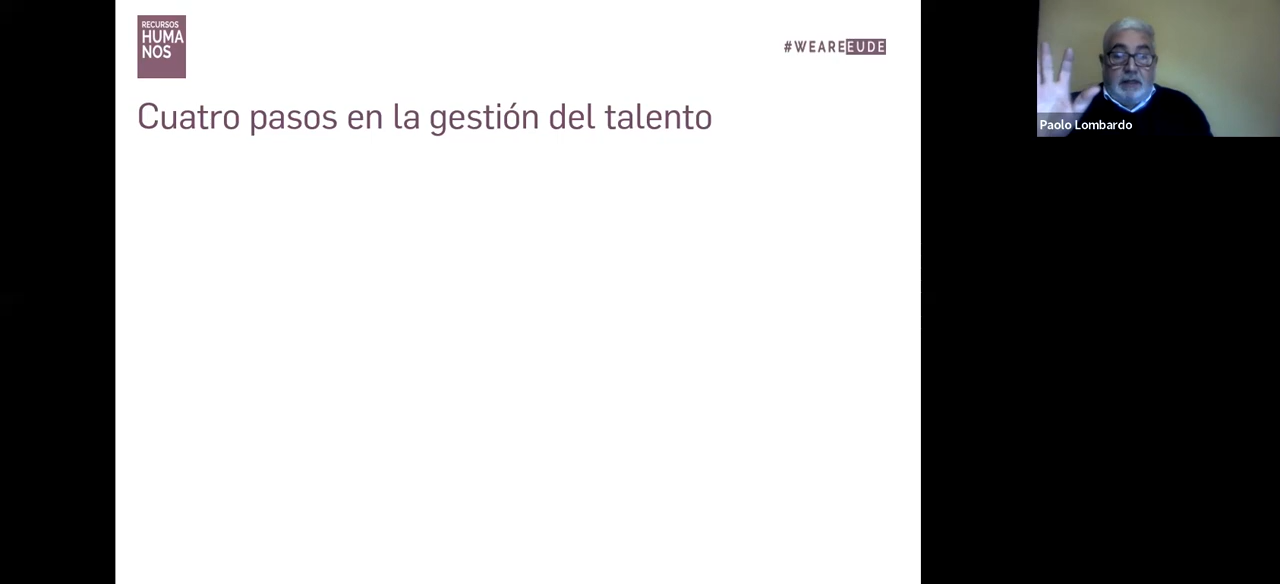 RECURSOS
HUMA
NOS
#WEAREEUDE
Cuatro pasos en la gestión del talento
Paolo Lombardo